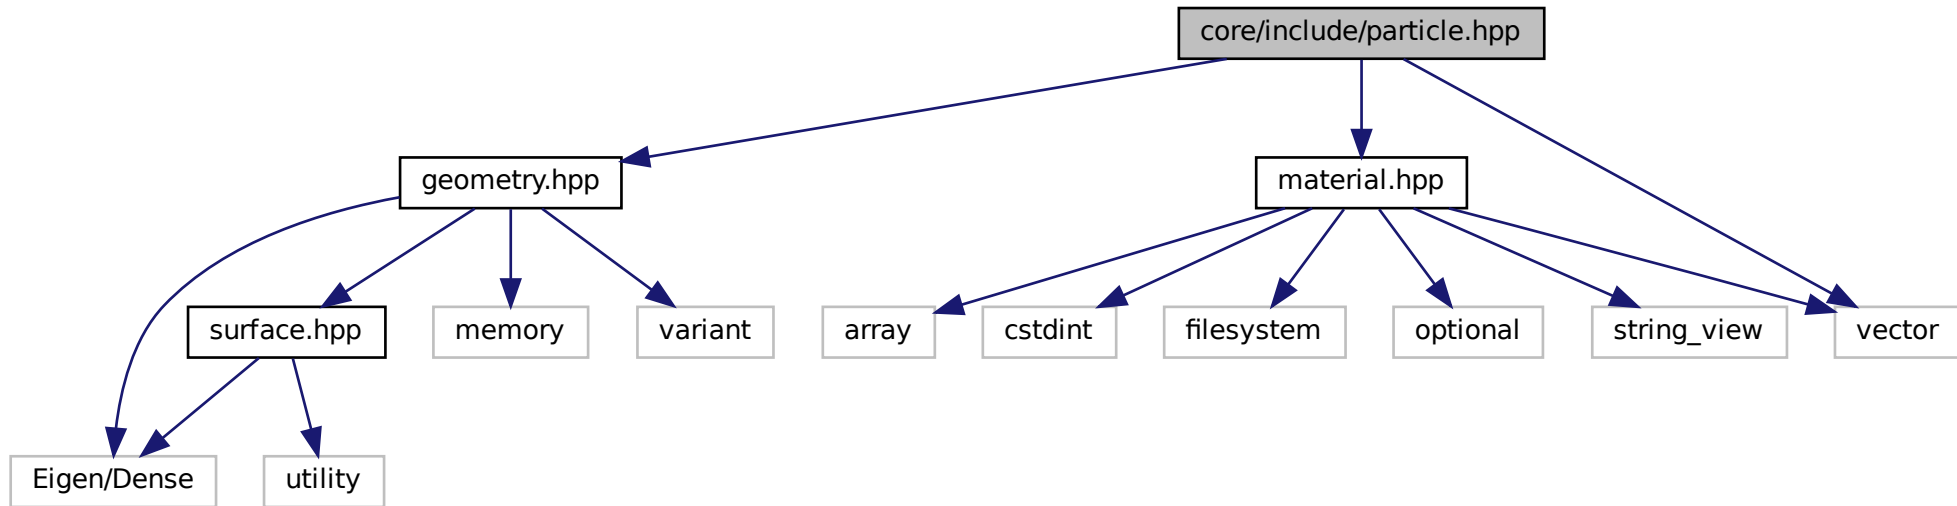 core/include/particle.hpp
geometry.hpp
material.hpp
surface.hpp
memory
variant
array
cstdint
filesystem
optional
string_view
vector
Eigen/Dense
utility